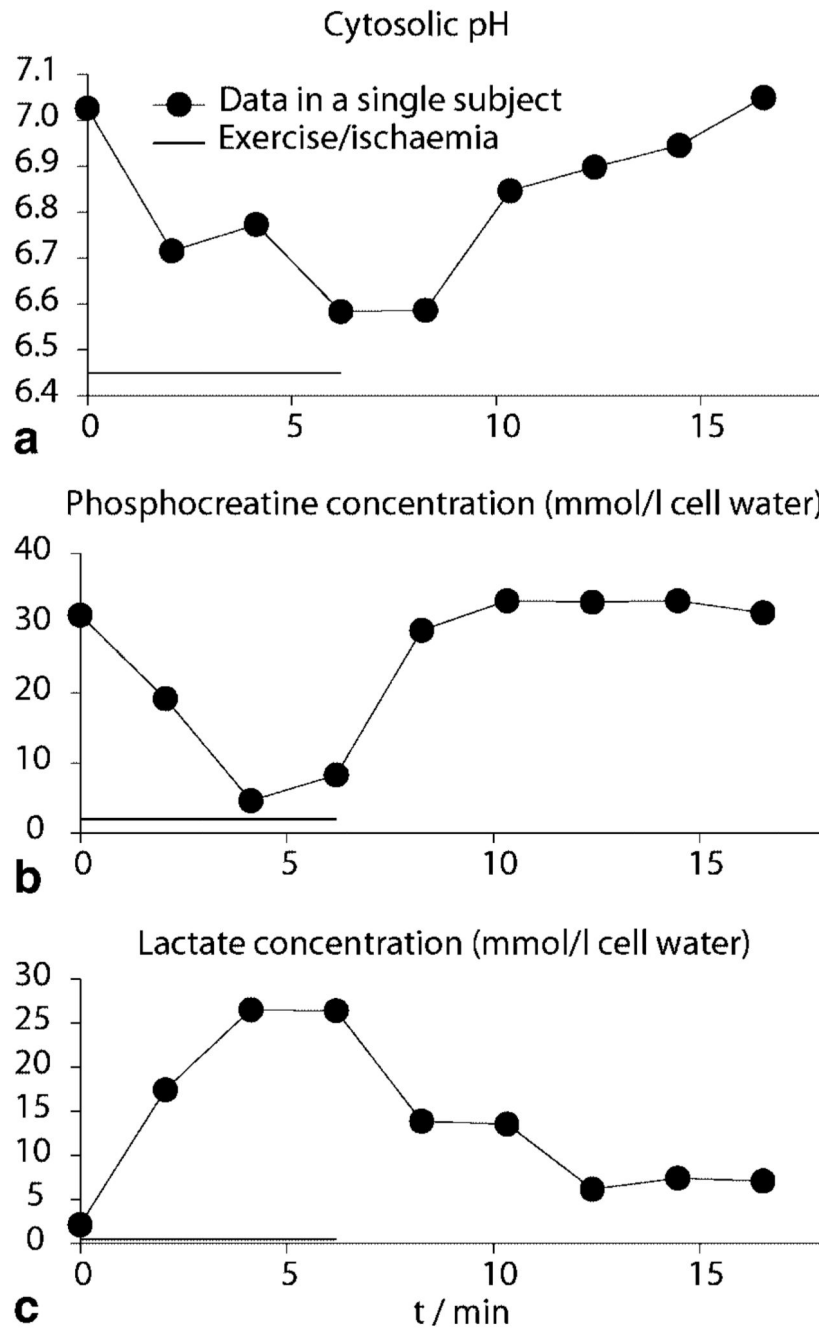 Cytosolic pH
7.1
7.0
6.9
6.8
6.7
6.6
6.5
6.4
Data in a single subject
Exercise/ischaemia
0 5 10 15
a
Phosphocreatine concentration (mmol/l cell water)
40
30
20
10
0
0 5 10 15
b
Lactate concentration (mmol/l cell water)
30
25
20
15
10
5
0
0 5 10 15
c
t / min